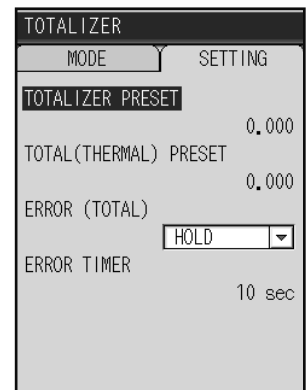 TOTALIZER
MODE SETTING
TOTALIZER PRESET
0.000
TOTAL(THERMAL) PRESET
0.000
ERROR (TOTAL)
HOLD
ERROR TIMER
10 sec